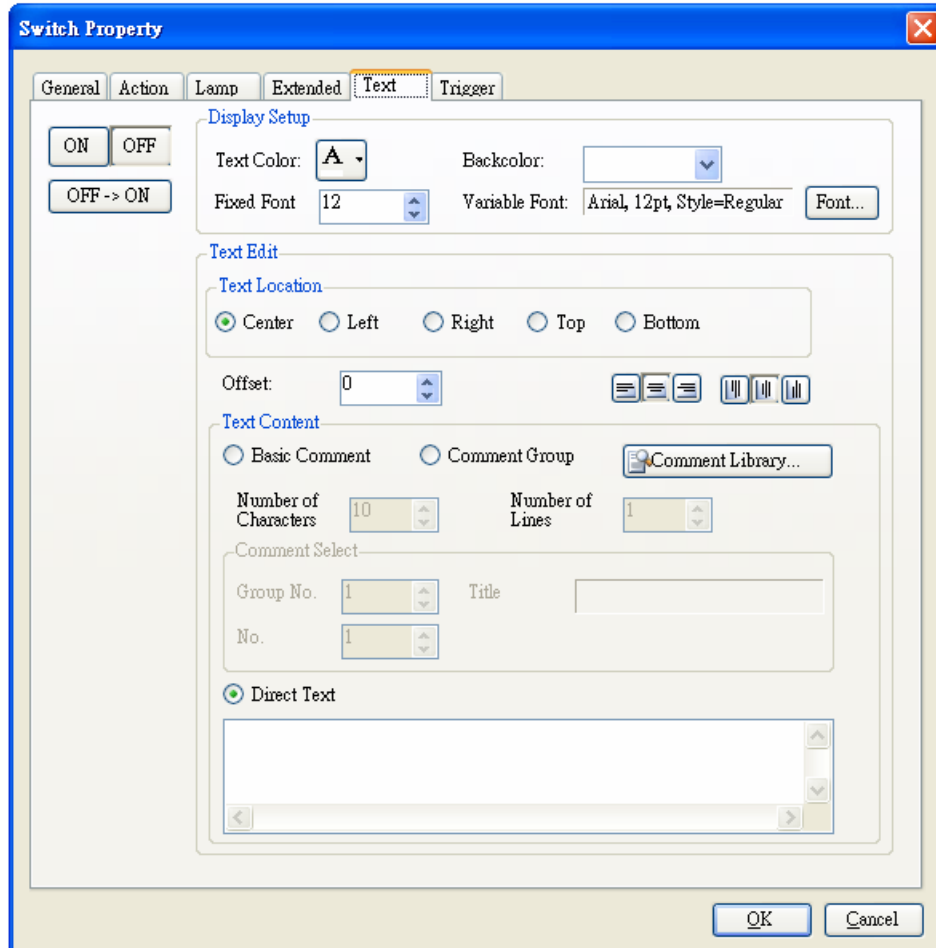 Switch Property
General Action Lamp Extended Text Trigger
ON OFF
OFF -> ON
Display Setup
Text Color: A Backcolor:
Fixed Font 12 Variable Font: Arial, 12pt, Style=Regular Font...
Text Edit
Text Location
Center Left Right Top Bottom
Offset: 0
Text Content
Basic Comment Comment Group Comment Library...
Number of Characters 10 Number of Lines 1
Comment Select
Group No. 1 Title
No. 1
Direct Text
OK Cancel